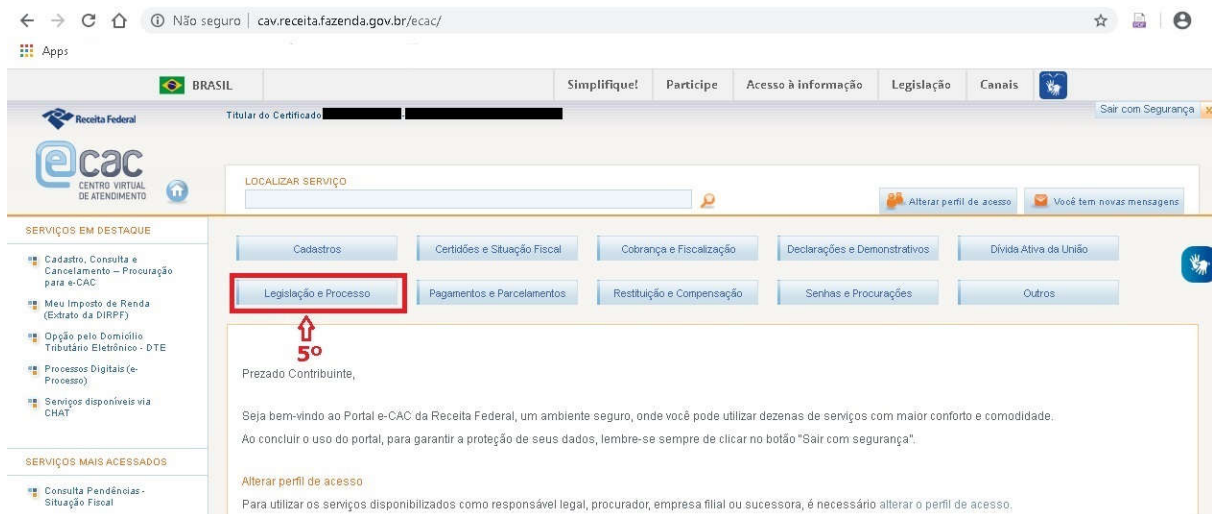 Não seguro | cav.receita.fazenda.gov.br/ecac/
Apps
BRASIL Simplifique! Participe Acesso à informação Legislação Canais
Receita Federal Titular do Certificado - Sair com Segurança x
ecac
CENTRO VIRTUAL
DE ATENDIMENTO
LOCALIZAR SERVIÇO
Alterar perfil de acesso Você tem novas mensagens
SERVIÇOS EM DESTAQUE
Cadastro, Consulta e
Cancelamento – Procuração
para e-CAC
Meu Imposto de Renda
(Extrato da DIRPF)
Opção pelo Domicílio
Tributário Eletrônico - DTE
Processos Digitais (e-
Processo)
Serviços disponíveis via
CHAT
SERVIÇOS MAIS ACESSADOS
Consulta Pendências -
Situação Fiscal
Cadastros Certidões e Situação Fiscal Cobrança e Fiscalização Declarações e Demonstrativos Dívida Ativa da União
Legislação e Processo Pagamentos e Parcelamentos Restituição e Compensação Senhas e Procurações Outros
5º
Prezado Contribuinte,
Seja bem-vindo ao Portal e-CAC da Receita Federal, um ambiente seguro, onde você pode utilizar dezenas de serviços com maior conforto e comodidade.
Ao concluir o uso do portal, para garantir a proteção de seus dados, lembre-se sempre de clicar no botão "Sair com segurança".
Alterar perfil de acesso
Para utilizar os serviços disponibilizados como responsável legal, procurador, empresa filial ou sucessora, é necessário alterar o perfil de acesso.